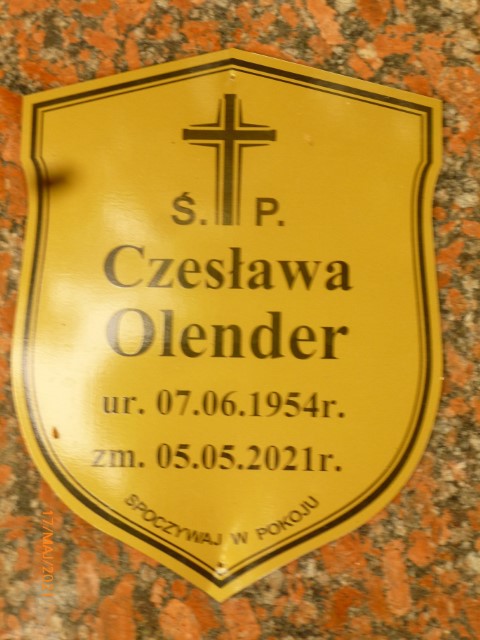 Ś. P.
Czesława
Olender
ur. 07.06.1954r.
zm. 05.05.2021r.
SPOCZYWAJ W POKOJU